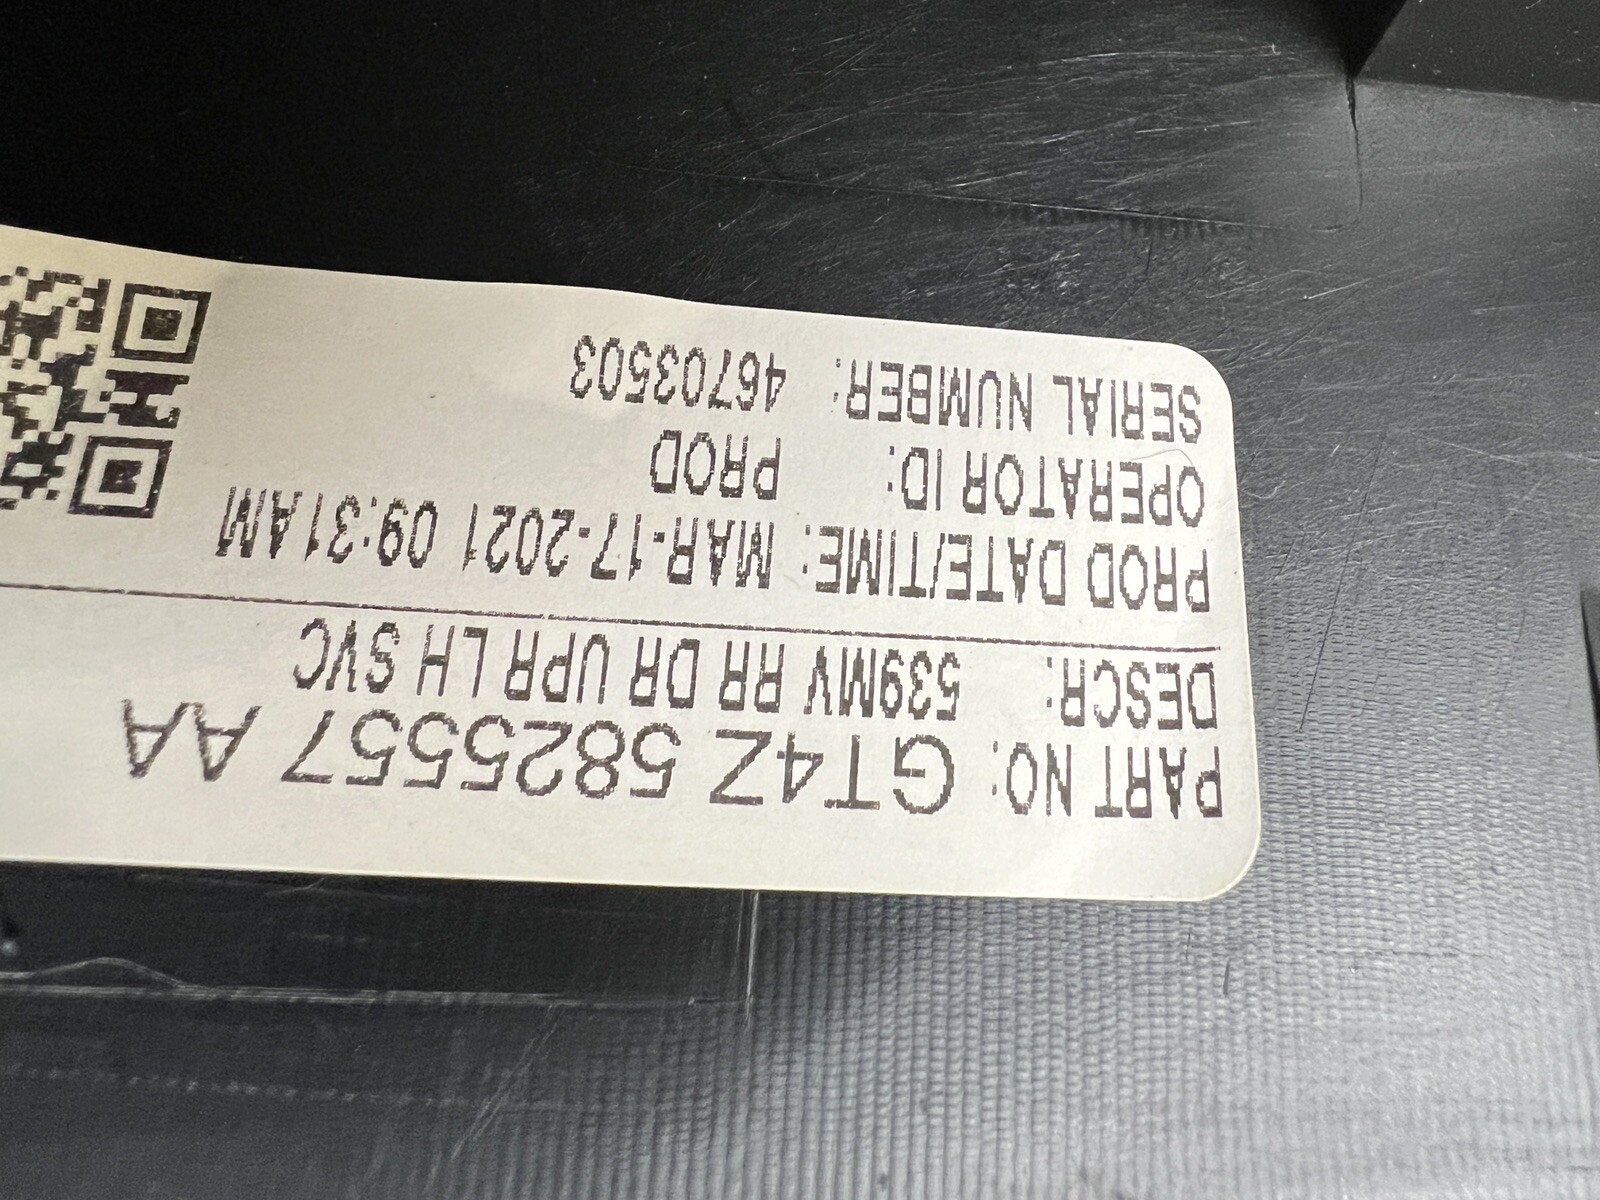 PART NO: GT4Z 5825557 AA
DESCR: 539MV RR DR UPR LH SVC
PROD DATE/TIME: MAR-17-2021 09:31AM
OPERATOR ID: PROD
SERIAL NUMBER: 46703503